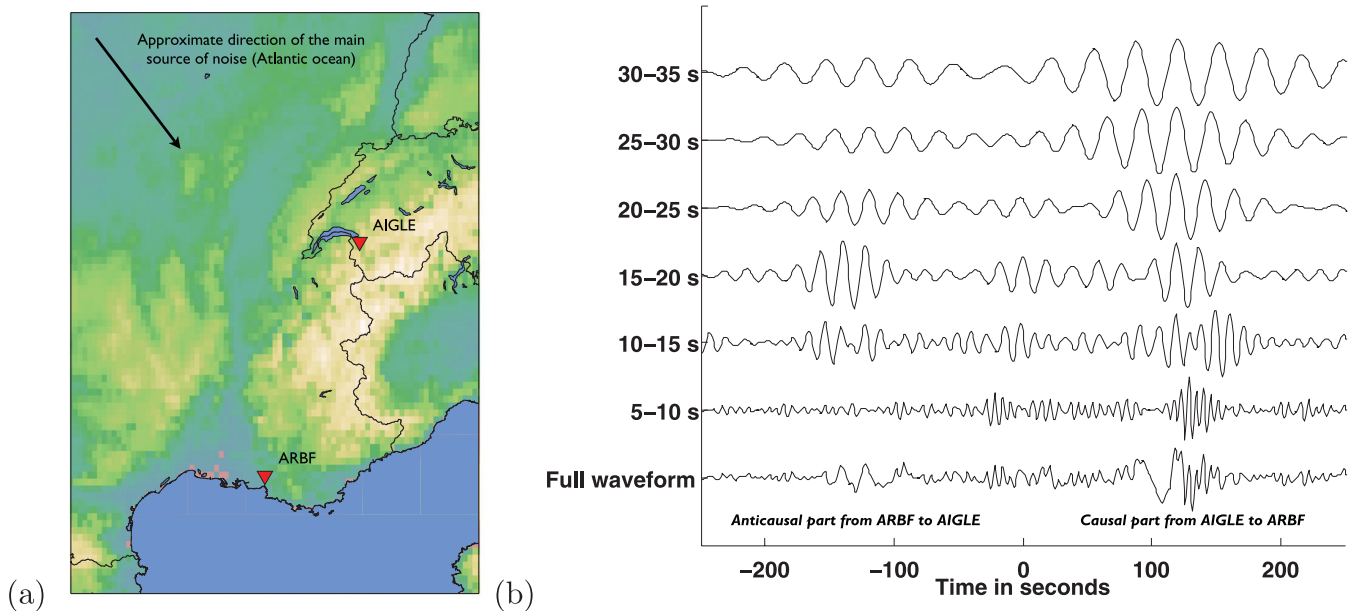 Approximate direction of the main
source of noise (Atlantic ocean)
AIGLE
ARBF
(a)
30–35 s
25–30 s
20–25 s
15–20 s
10–15 s
5–10 s
Full waveform
Anticausal part from ARBF to AIGLE
Causal part from AIGLE to ARBF
−200
−100
0
100
200
Time in seconds
(b)